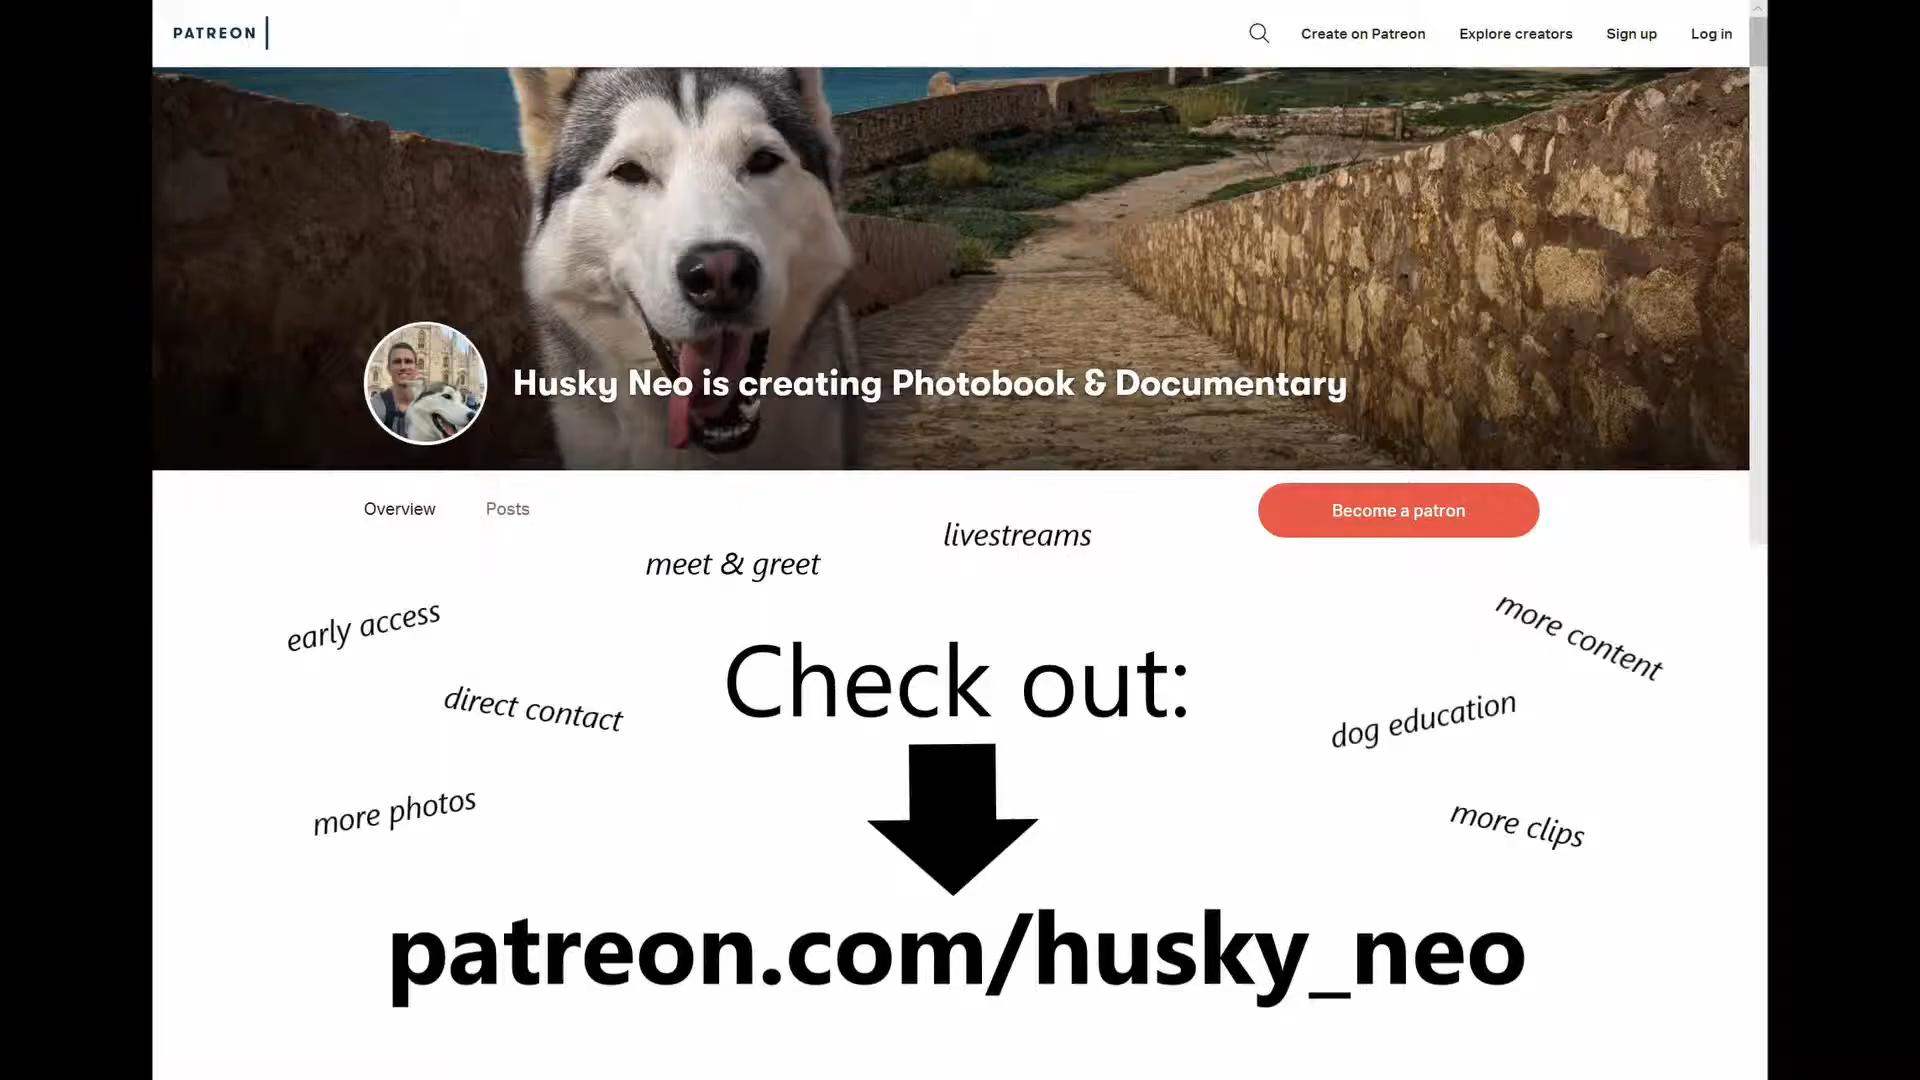 PATREON
Create on Patreon
Explore creators
Sign up
Log in
Husky Neo is creating Photobook & Documentary
Overview
Posts
Become a patron
livestreams
meet & greet
early access
more content
direct contact
Check out:
dog education
more photos
more clips
patreon.com/husky_neo